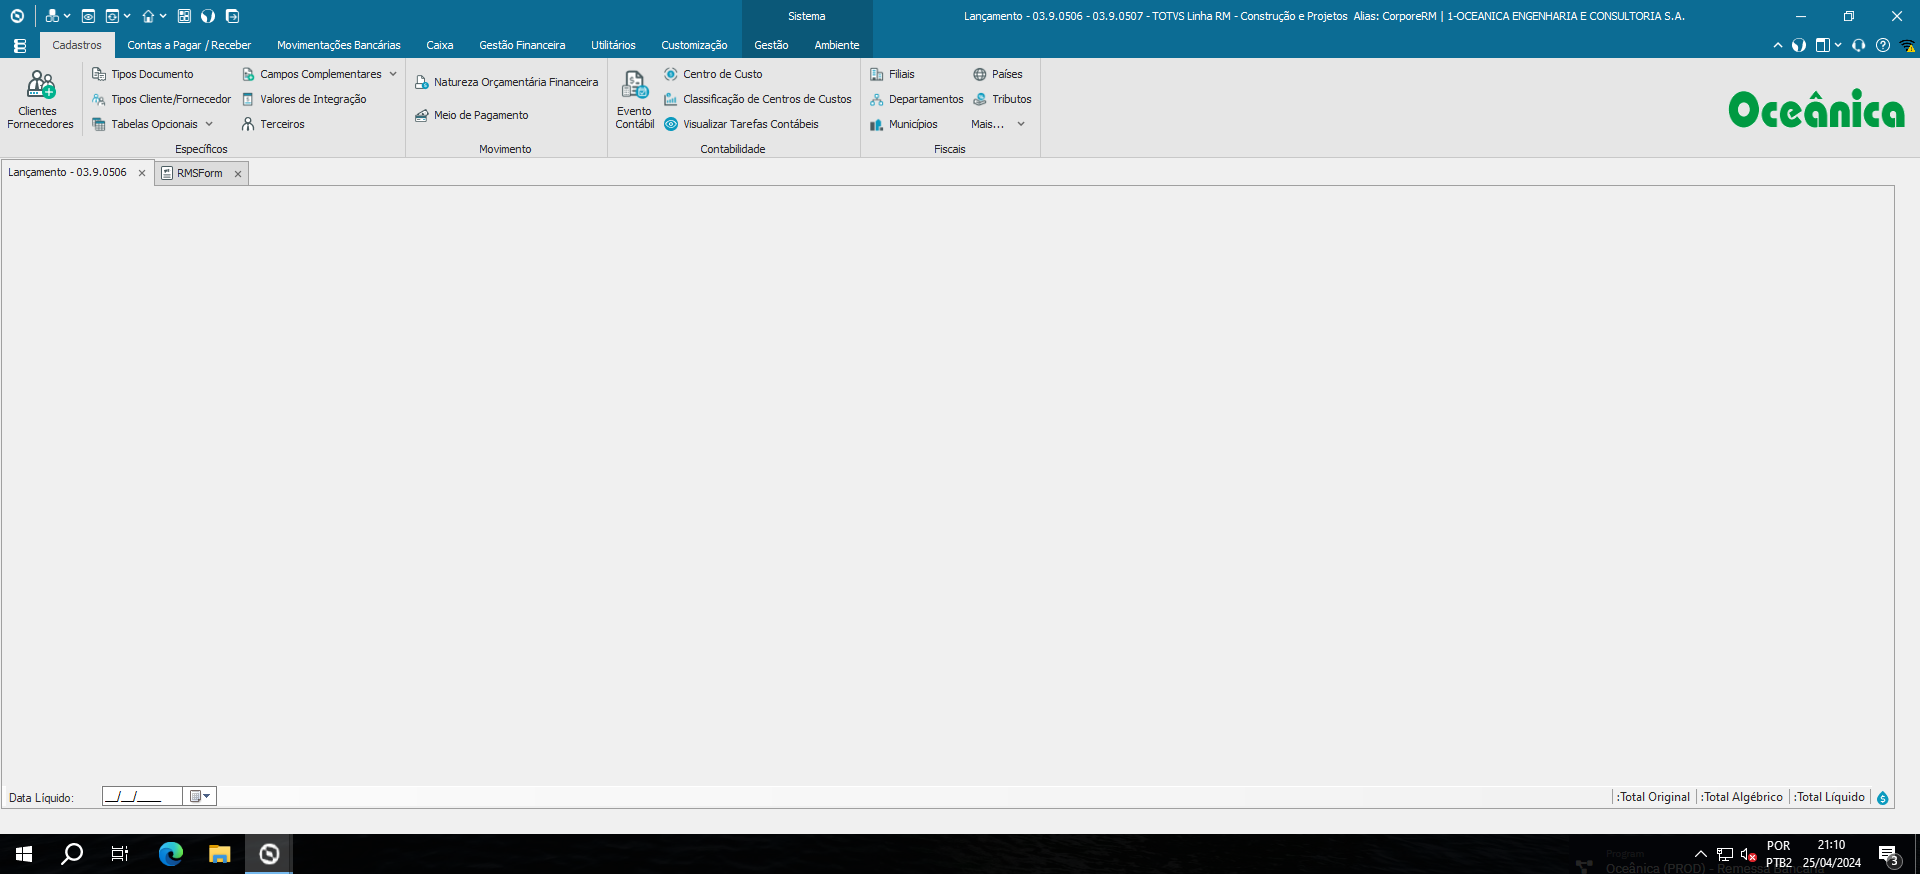 Sistema
Lançamento - 03.9.0506 - 03.9.0507 - TOTVS Linha RM - Construção e Projetos  Alias: CorporeRM | 1-OCEANICA ENGENHARIA E CONSULTORIA S.A.
Cadastros  Contas a Pagar / Receber  Movimentações Bancárias  Caixa  Gestão Financeira  Utilitários  Customização  Gestão  Ambiente
Clientes
Fornecedores
Tipos Documento
Tipos Cliente/Fornecedor
Tabelas Opcionais
Campos Complementares
Valores de Integração
Terceiros
Específicos
Natureza Orçamentária Financeira
Meio de Pagamento
Movimento
Evento
Contábil
Centro de Custo
Classificação de Centros de Custos
Visualizar Tarefas Contábeis
Contabilidade
Filiais
Departamentos
Municípios
Países
Tributos
Mais...
Fiscais
Oceânica
Lançamento - 03.9.0506
RMSForm
Data Líquido:
__/__/____
:Total Original
:Total Algébrico
:Total Líquido
POR
PTB2
21:10
25/04/2024
3
Program
Oceânica (PROD) - Remessa Bancária